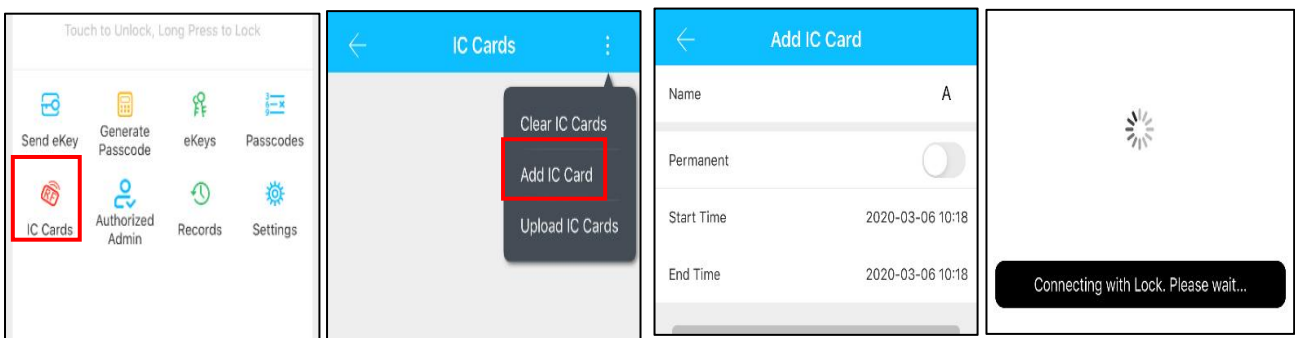 Touch to Unlock, Long Press to Lock
Send eKey
Generate
Passcode
eKeys
Passcodes
RF
IC Cards
Authorized
Admin
Records
Settings
IC Cards
Clear IC Cards
Add IC Card
Upload IC Cards
Add IC Card
Name A
Permanent
Start Time 2020-03-06 10:18
End Time 2020-03-06 10:18
Connecting with Lock. Please wait...